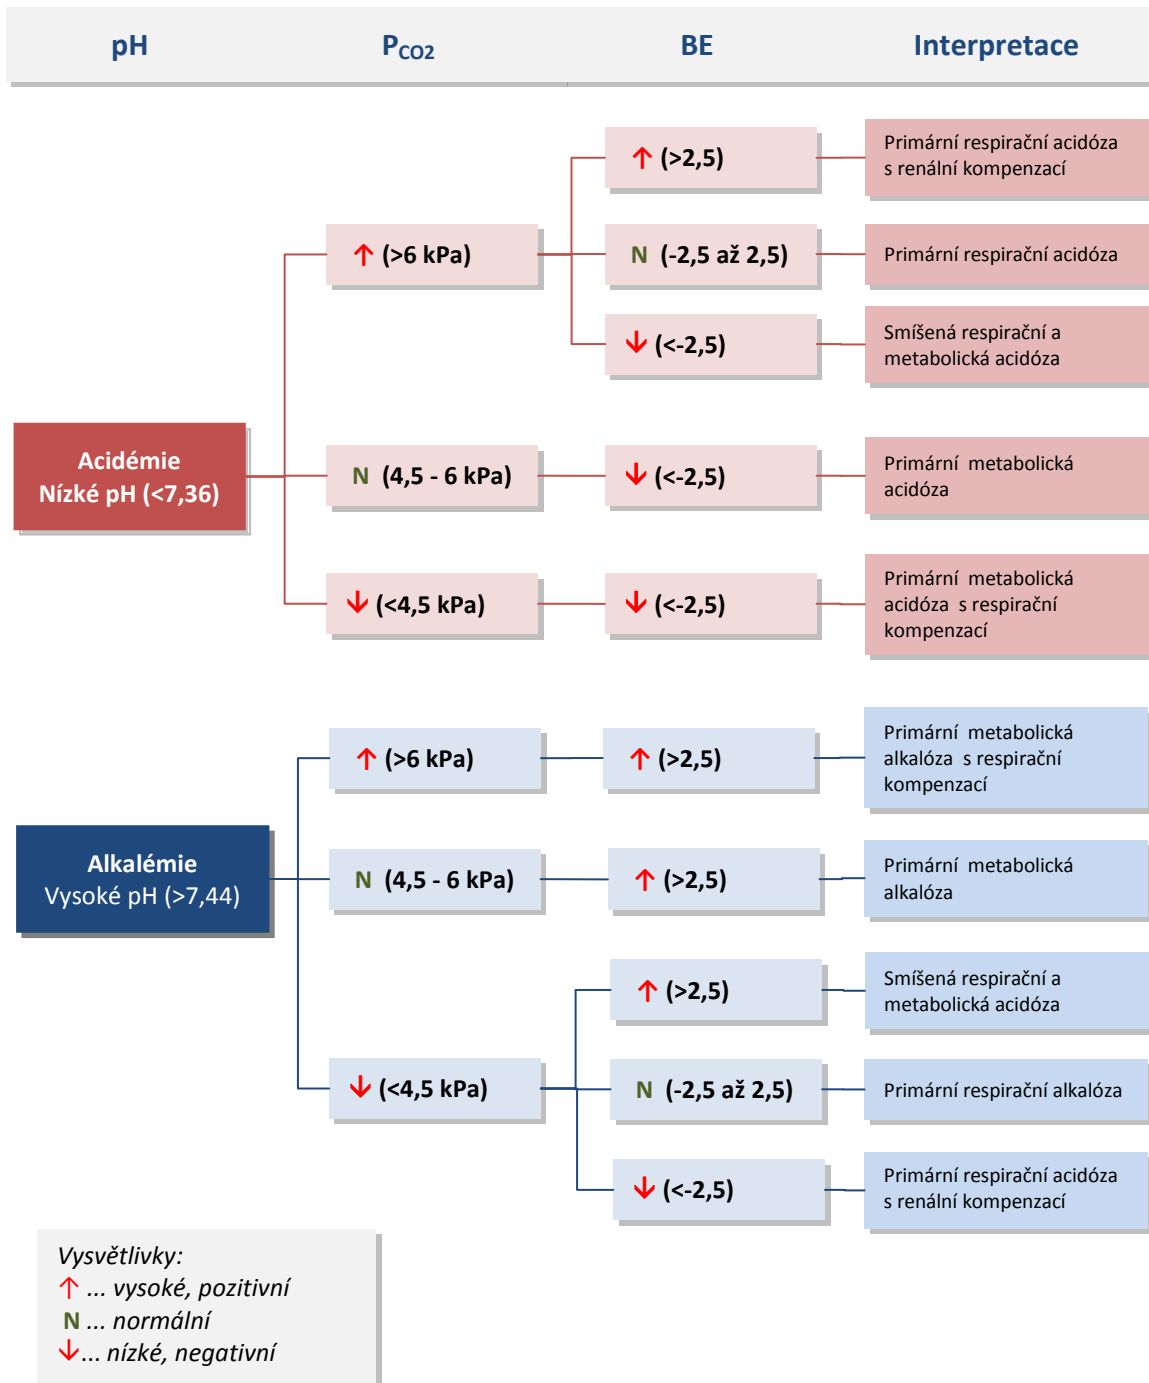 pH P_CO2 BE Interpretace
↑ (>6 kPa)
↑ (>2,5)
Primární respirační acidóza
s renální kompenzací
N (-2,5 až 2,5)
Primární respirační acidóza
↓ (<-2,5)
Smíšená respirační a
metabolická acidóza
Acidémie
Nízké pH (<7,36)
N (4,5 - 6 kPa)
↓ (<-2,5)
Primární metabolická
acidóza
↓ (<4,5 kPa)
↓ (<-2,5)
Primární metabolická
acidóza s respirační
kompenzací
↑ (>6 kPa)
↑ (>2,5)
Primární metabolická
alkalóza s respirační
kompenzací
Alkalémie
Vysoké pH (>7,44)
N (4,5 - 6 kPa)
↑ (>2,5)
Primární metabolická
alkalóza
↓ (<4,5 kPa)
↑ (>2,5)
Smíšená respirační a
metabolická acidóza
N (-2,5 až 2,5)
Primární respirační alkalóza
↓ (<-2,5)
Primární respirační acidóza
s renální kompenzací
Vysvětlivky:
↑ ... vysoké, pozitivní
N ... normální
↓ ... nízké, negativní